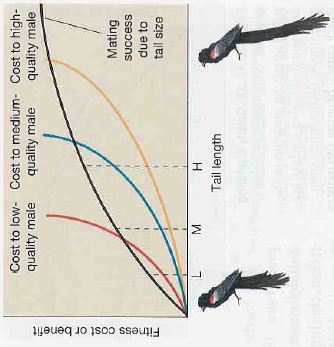 Cost to low-
quality male
Cost to medium-
quality male
Cost to high-
quality male
Mating
success
due to
tail size
L
M
H
Tail length
Fitness cost or benefit